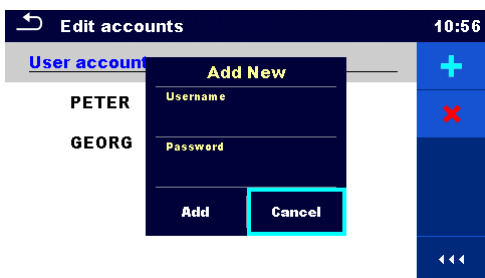 Edit accounts
10:56
User account
Add New
Username
Password
Add
Cancel
PETER
GEORG